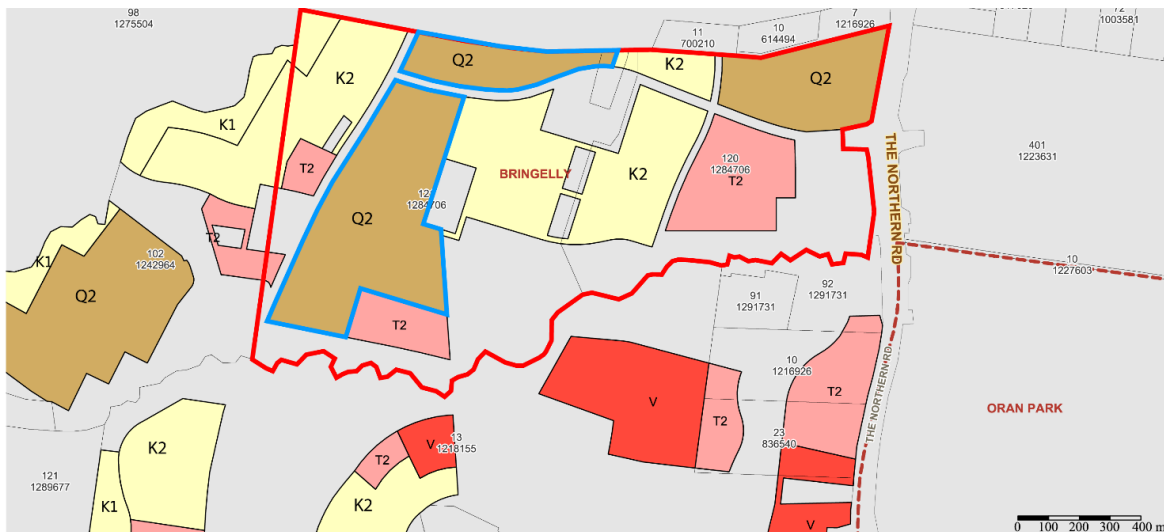 98
1275504
7
1216926
72
1003581
10
614494
11
700210
Q2
K2
Q2
K2
K1
401
1223631
120
1284706
T2
T2
BRINGELLY
K2
THE NORTHERN RD
1284706
Q2
T2
102
1242964
K1
10
1227603
Q2
92
1291731
91
1291731
T2
10
1216926
THE NORTHERN RD
T2
V
T2
ORAN PARK
13
1218155
V
T2
23
836540
K2
121
1289677
K1
K2
V
0 100 200 300 400 m